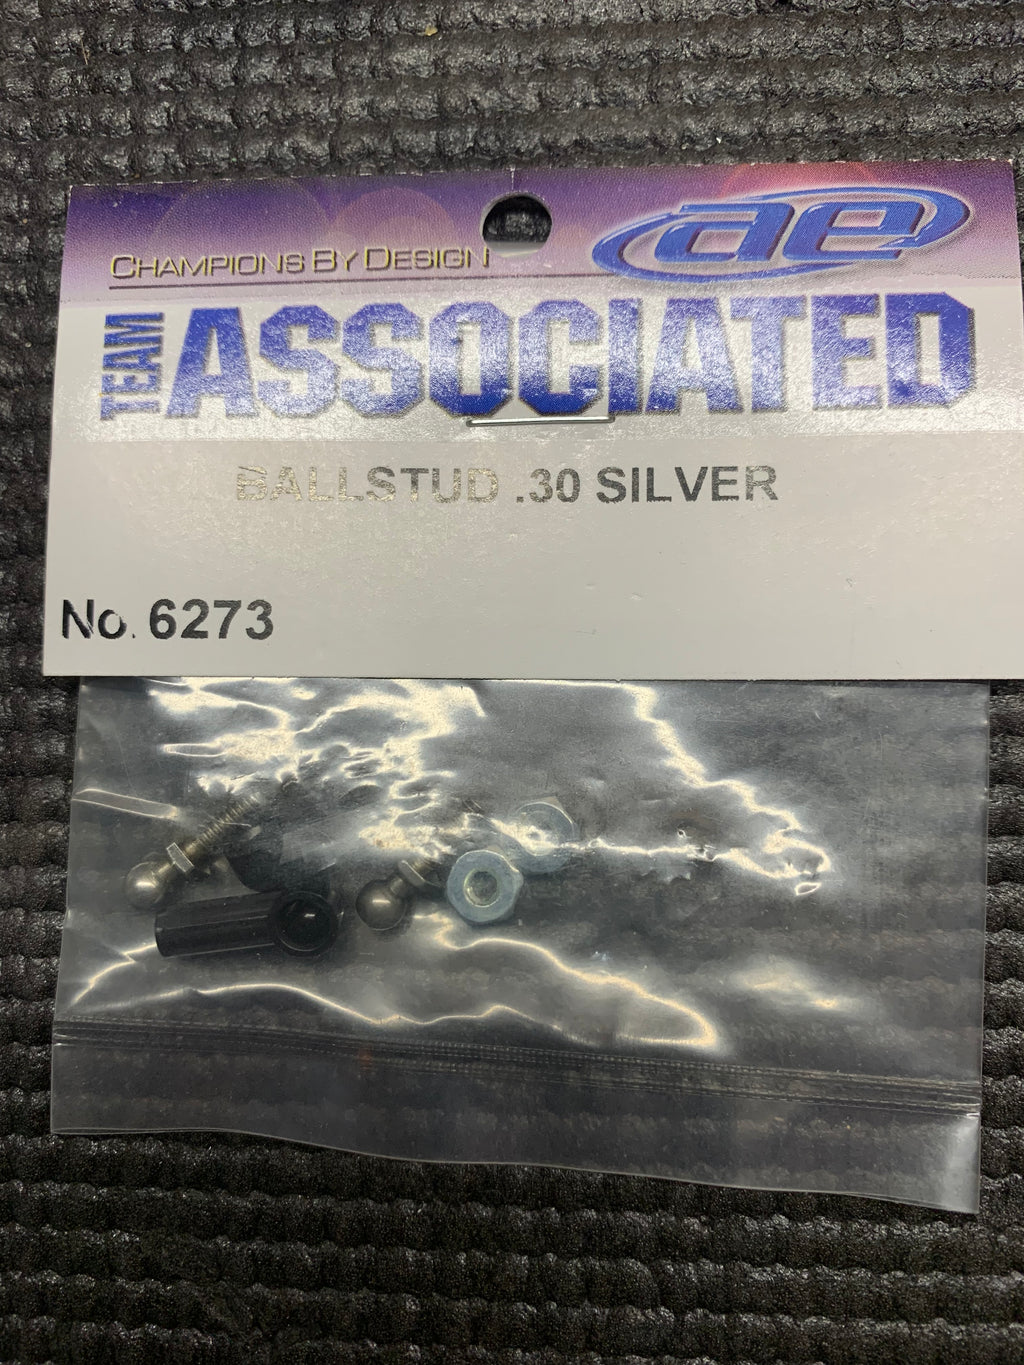 CHAMPIONS BY DESIGN
ae
TEAM ASSOCIATED
BALLSTUD .30 SILVER
No. 6273